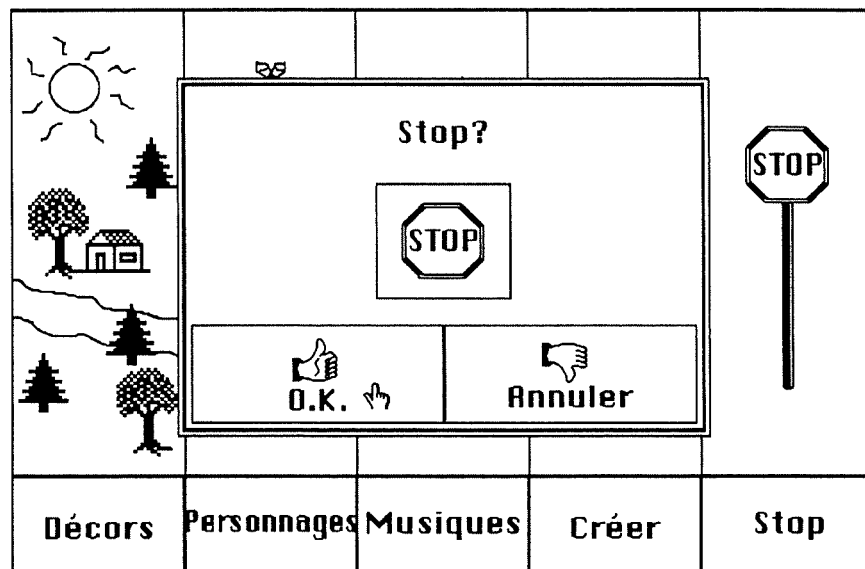 Stop?
STOP
STOP
O.K.
Annuler
Décors
Personnages
Musiques
Créer
Stop